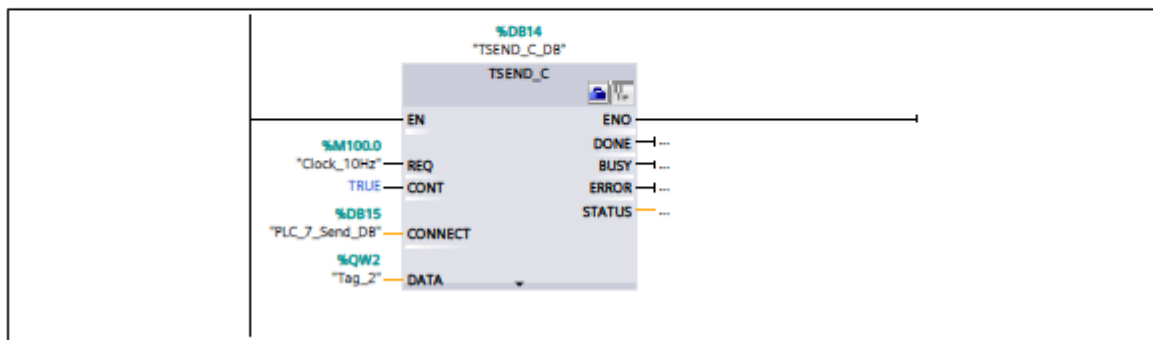 %DB14
"TSEND_C_DB"
TSEND_C
EN ENO
DONE ...
%M100.0
"Clock_10Hz" REQ BUSY ...
TRUE CONT ERROR ...
%DB15 STATUS ...
"PLC_7_Send_DB" CONNECT
%QW2
"Tag_2" DATA